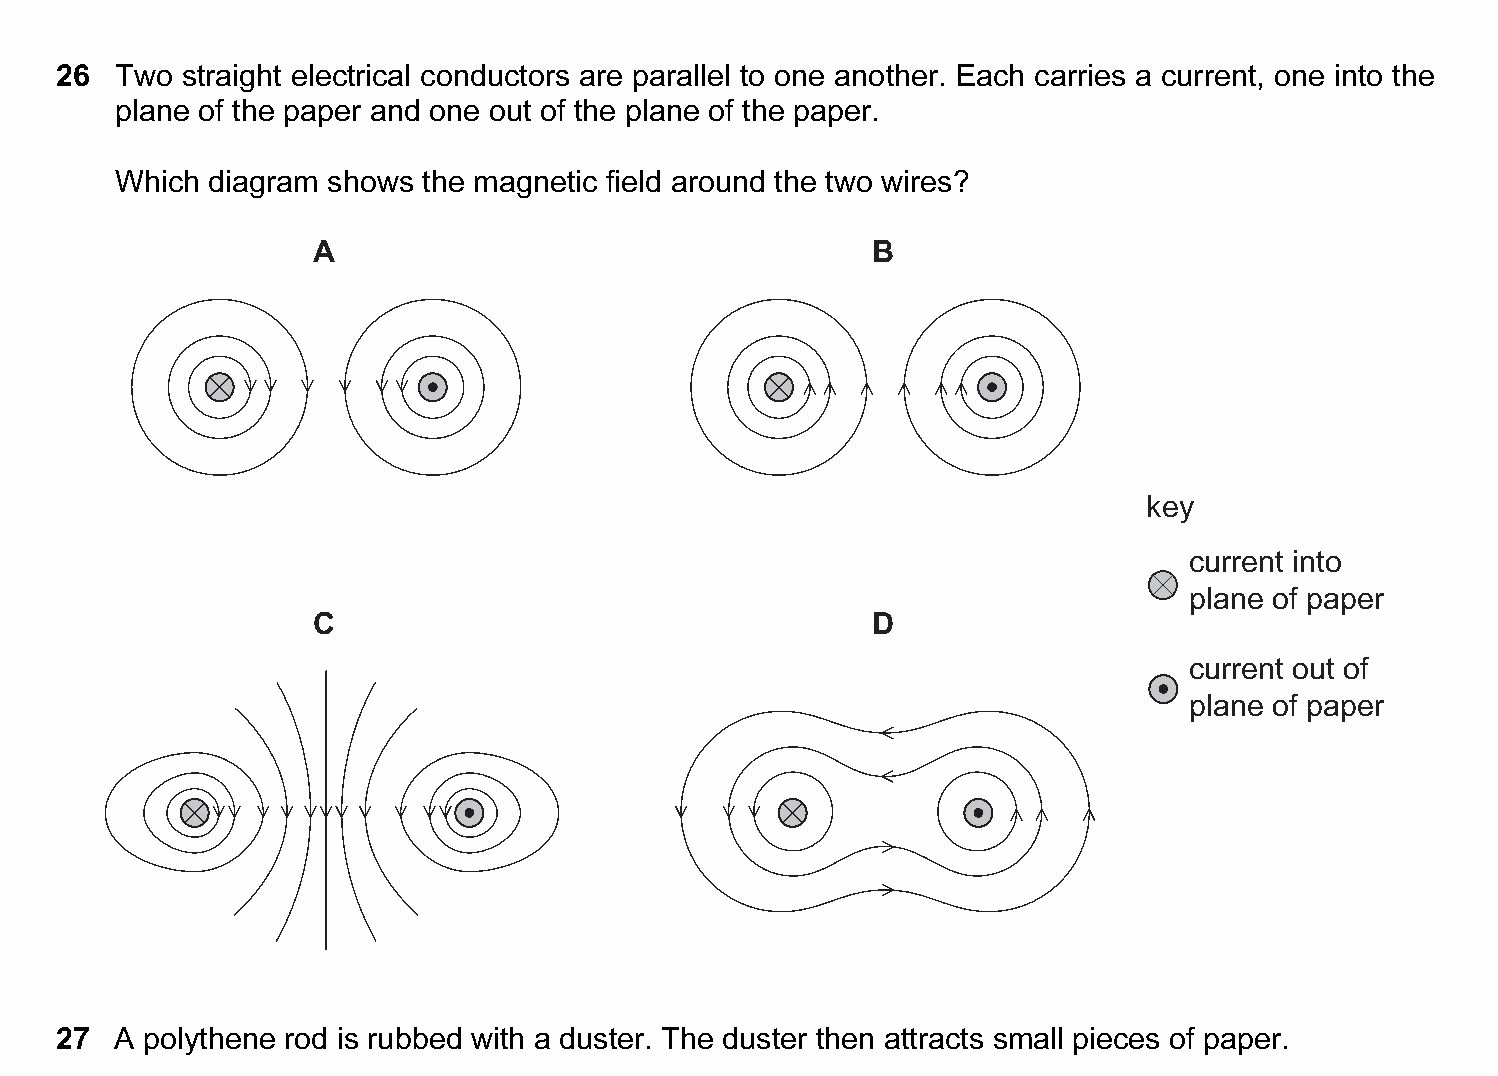 26 Two straight electrical conductors are parallel to one another. Each carries a current, one into the
plane of the paper and one out of the plane of the paper.
Which diagram shows the magnetic field around the two wires?
A B
key
current into
plane of paper
C D
current out of
plane of paper
27 A polythene rod is rubbed with a duster. The duster then attracts small pieces of paper.